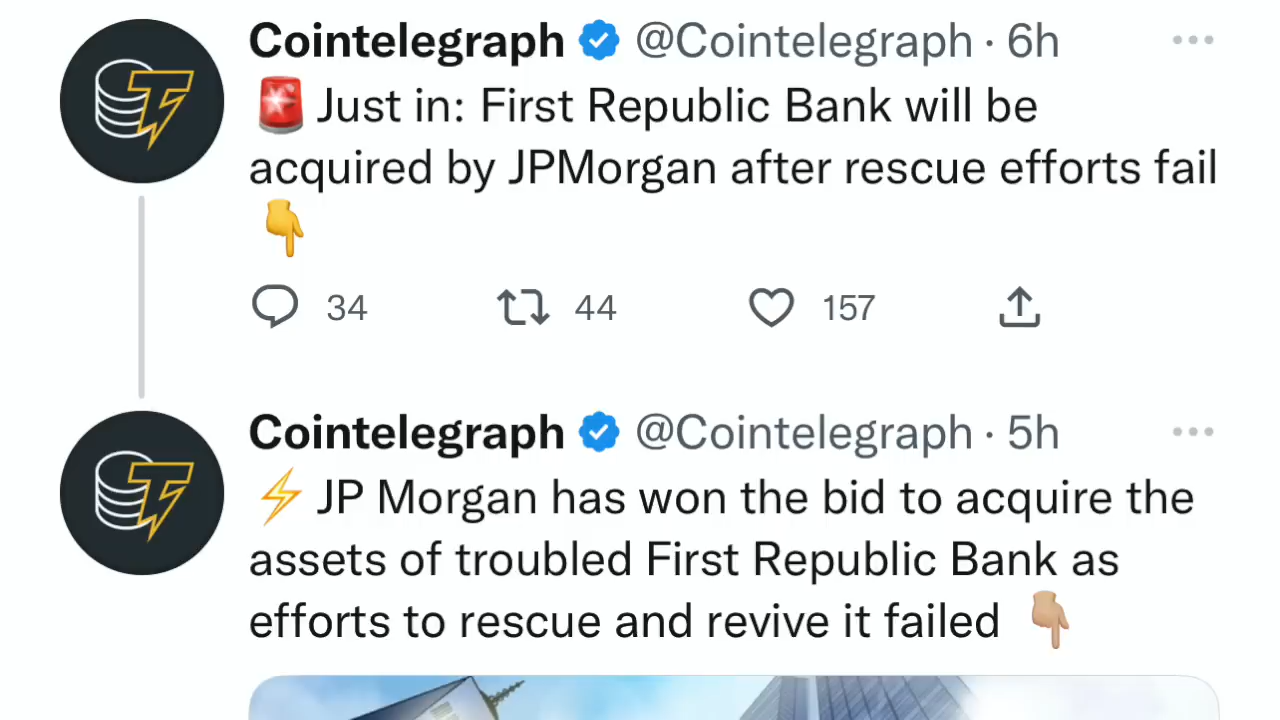 Cointelegraph @Cointelegraph · 6h
🚨 Just in: First Republic Bank will be
acquired by JPMorgan after rescue efforts fail
👇
34 44 157
Cointelegraph @Cointelegraph · 5h
⚡ JP Morgan has won the bid to acquire the
assets of troubled First Republic Bank as
efforts to rescue and revive it failed 👇🏼